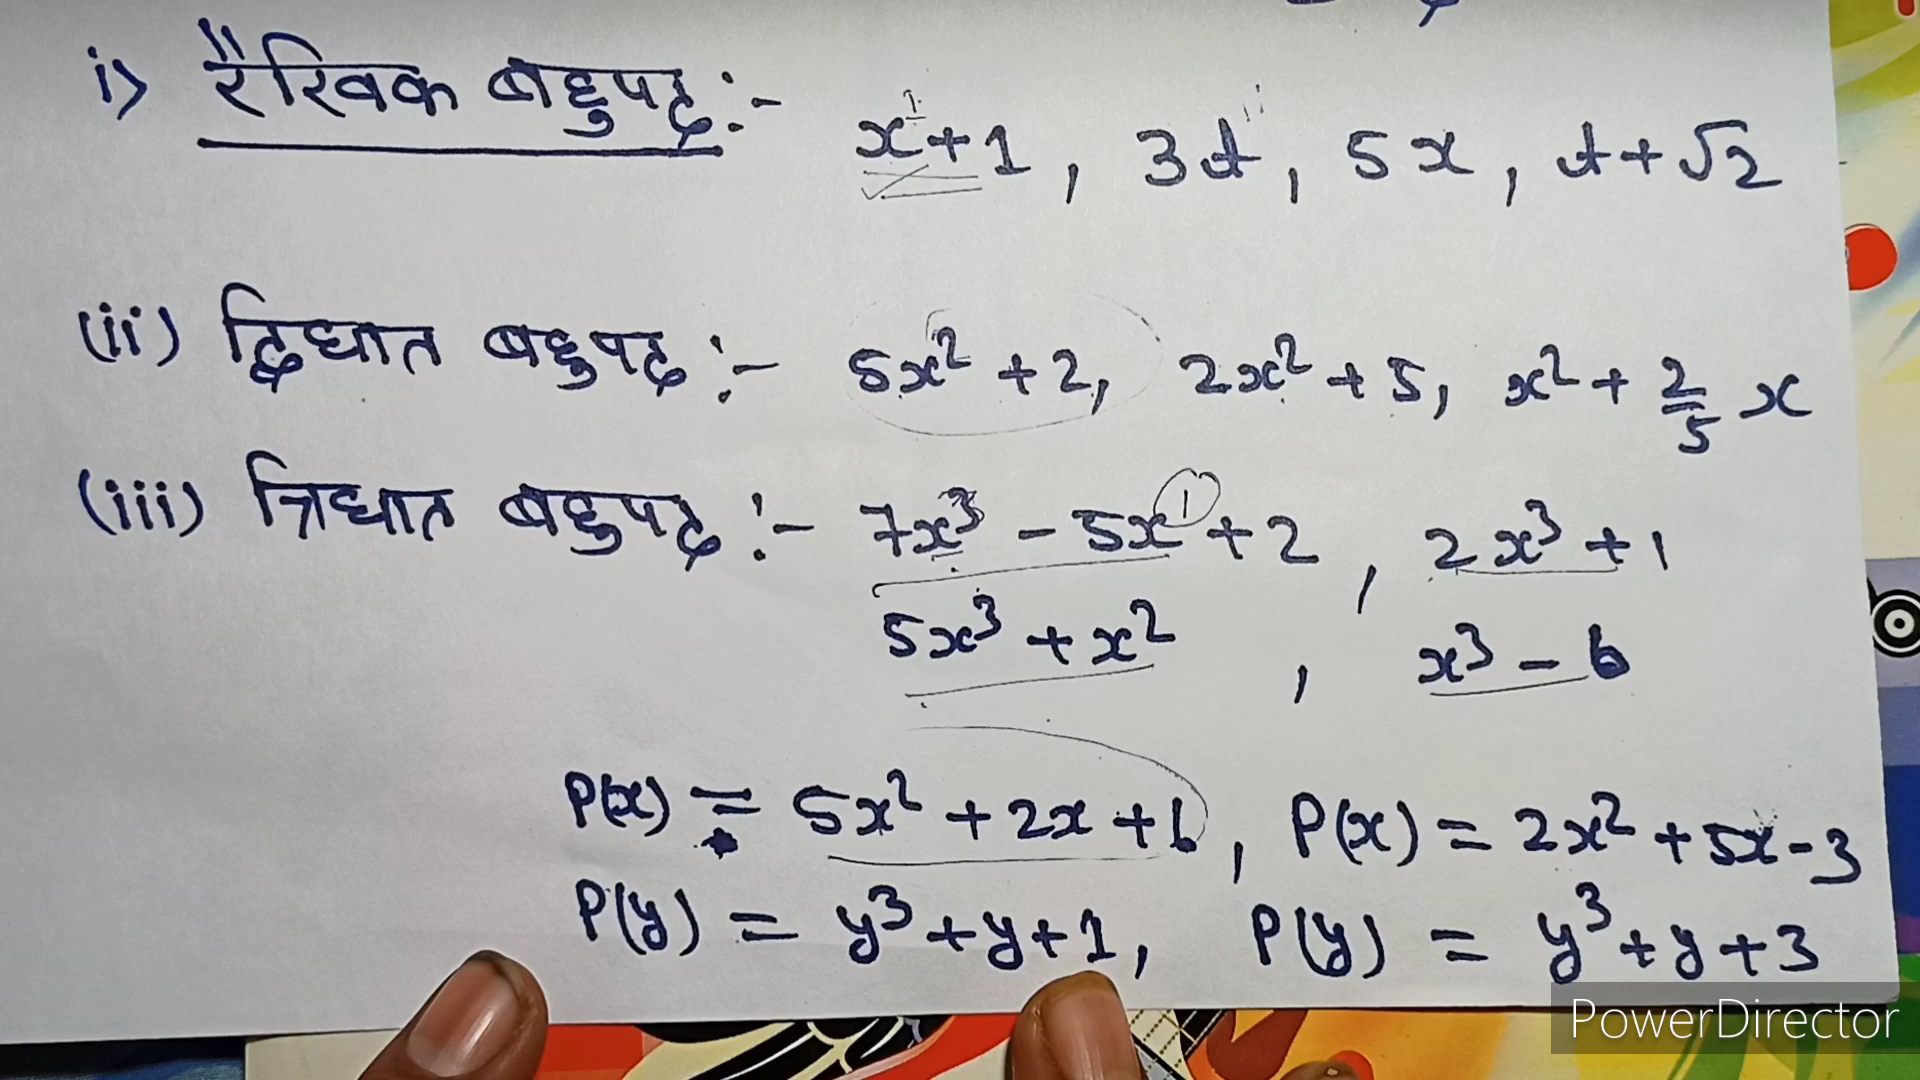 i) रैखिक बहुपद :- x¹+1, 3t, 5x, t+√2
(ii) द्विघात बहुपद :- 5x² + 2, 2x² + 5, x² + 2/5 x
(iii) त्रिघात बहुपद :- 7x³ - 5x¹ + 2, 2x³ + 1
5x³ + x², x³ - 6
P(x) = 5x² + 2x + 6, P(x) = 2x² + 5x - 3
P(y) = y³ + y + 1, P(y) = y³ + y + 3
PowerDirector